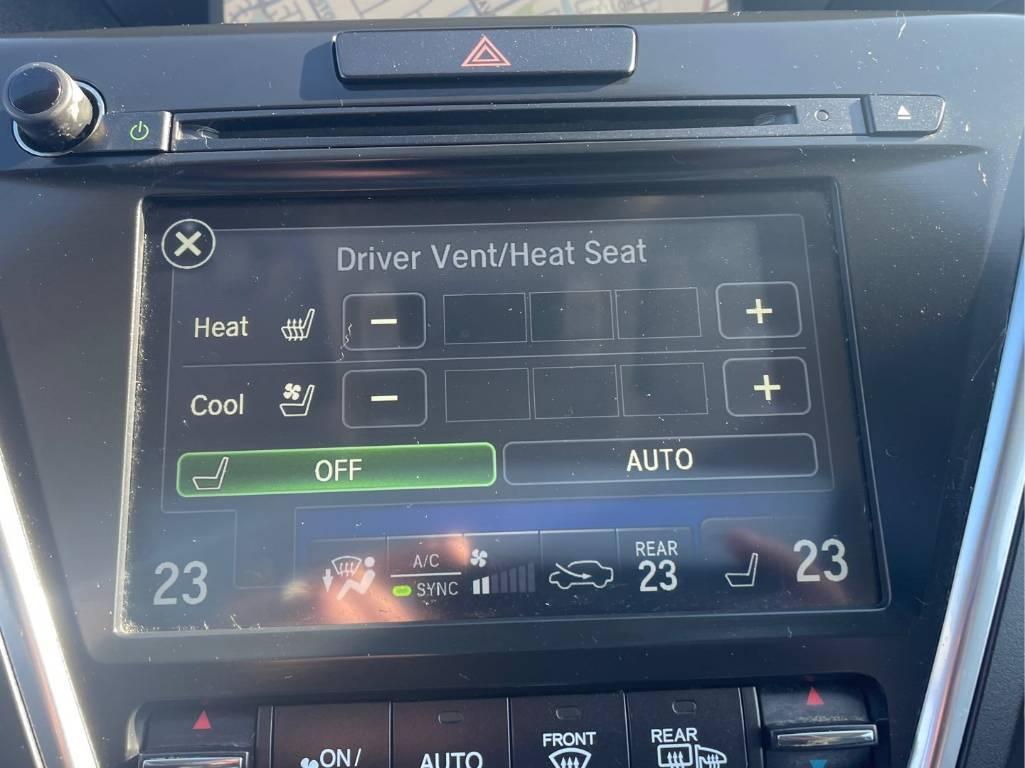 Driver Vent/Heat Seat
Heat − +
Cool − +
OFF AUTO
23 A/C SYNC REAR 23 23
ON/ AUTO FRONT REAR